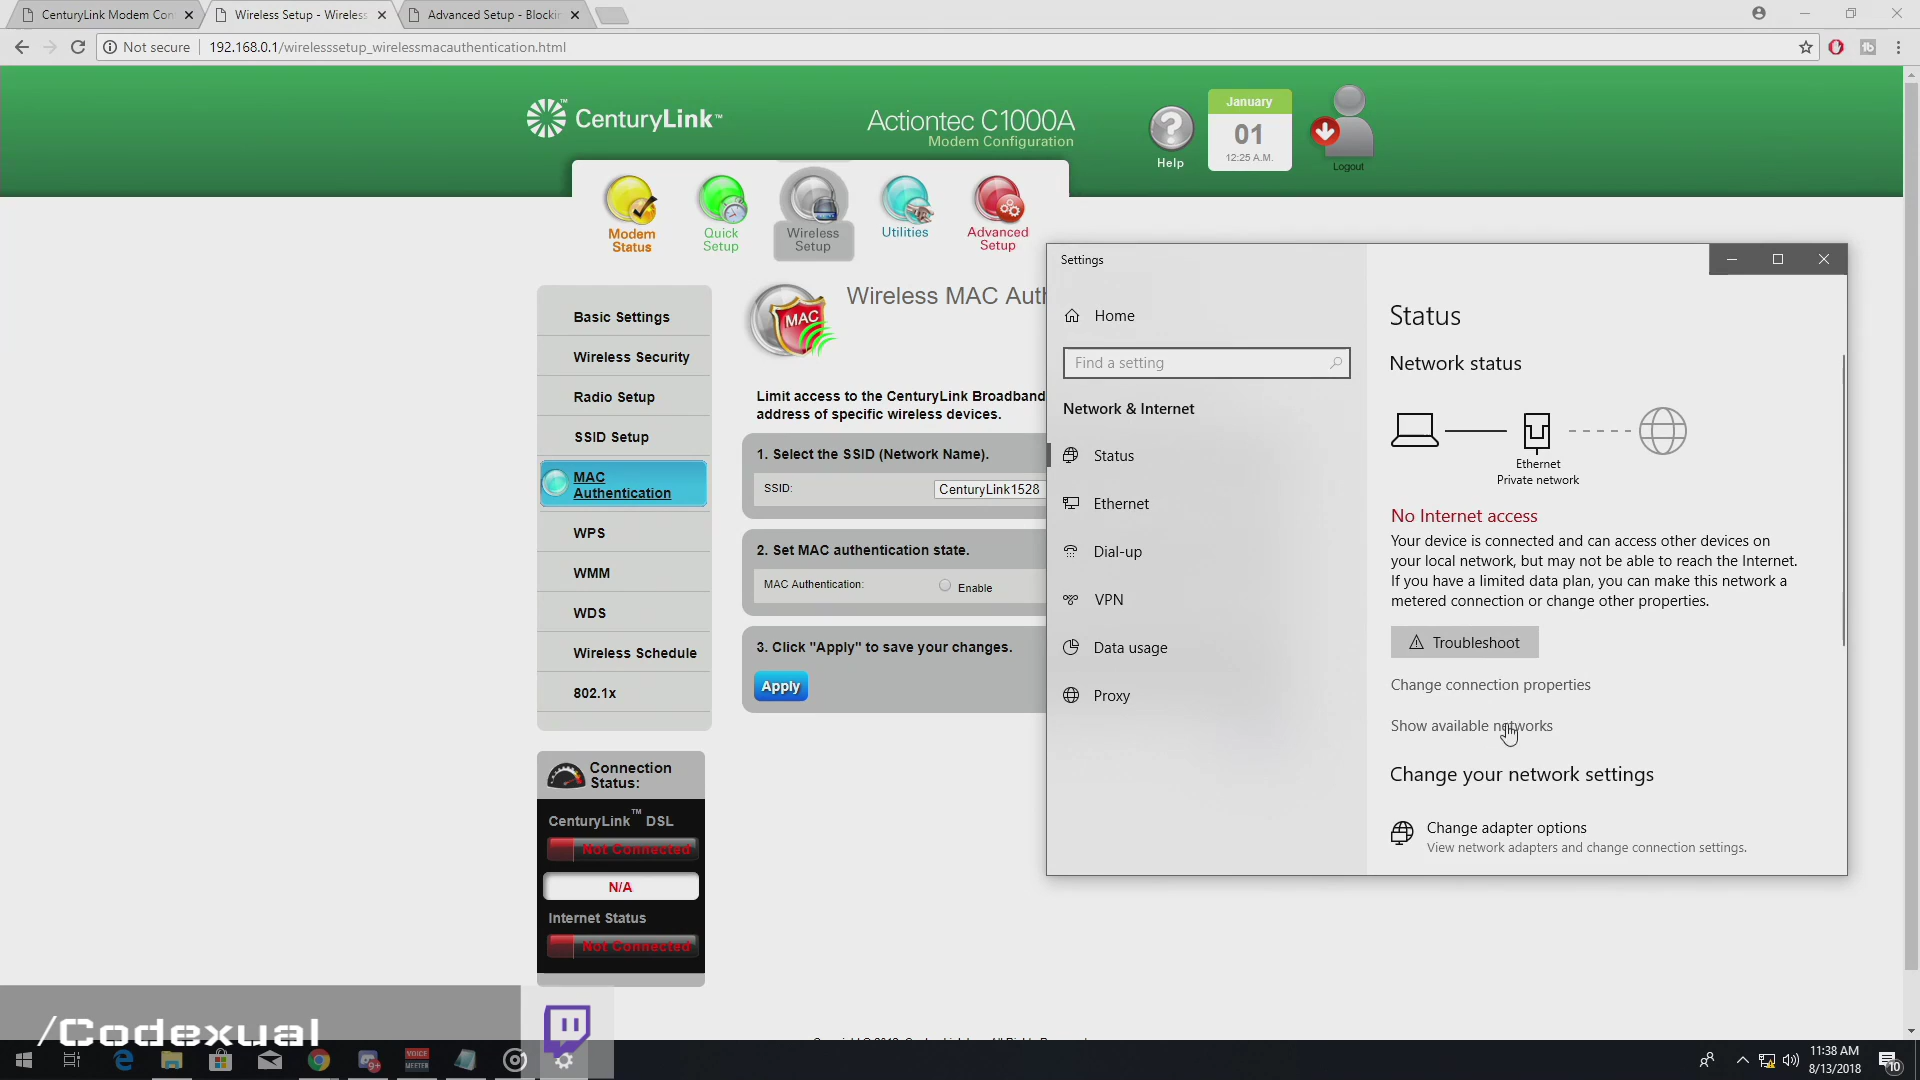 CenturyLink Modem Con
Wireless Setup - Wireless
Advanced Setup - Blockin
Not secure
192.168.0.1/wirelesssetup_wirelessmacauthentication.html
CenturyLink™
Actiontec C1000A
Modem Configuration
Help
January
01
12:25 A.M.
Logout
Modem
Status
Quick
Setup
Wireless
Setup
Utilities
Advanced
Setup
Basic Settings
Wireless Security
Radio Setup
SSID Setup
MAC
Authentication
WPS
WMM
WDS
Wireless Schedule
802.1x
Connection
Status:
CenturyLink™ DSL
Not Connected
N/A
Internet Status
Not Connected
MAC
Wireless MAC Auth
Limit access to the CenturyLink Broadband
address of specific wireless devices.
1. Select the SSID (Network Name).
SSID:
CenturyLink1528
2. Set MAC authentication state.
MAC Authentication:
Enable
3. Click "Apply" to save your changes.
Apply
Settings
Home
Find a setting
Network & Internet
Status
Ethernet
Dial-up
VPN
Data usage
Proxy
Status
Network status
Ethernet
Private network
No Internet access
Your device is connected and can access other devices on
your local network, but may not be able to reach the Internet.
If you have a limited data plan, you can make this network a
metered connection or change other properties.
Troubleshoot
Change connection properties
Show available networks
Change your network settings
Change adapter options
View network adapters and change connection settings.
/Codexual
VOICE
MEETER
9+
11:38 AM
8/13/2018
10